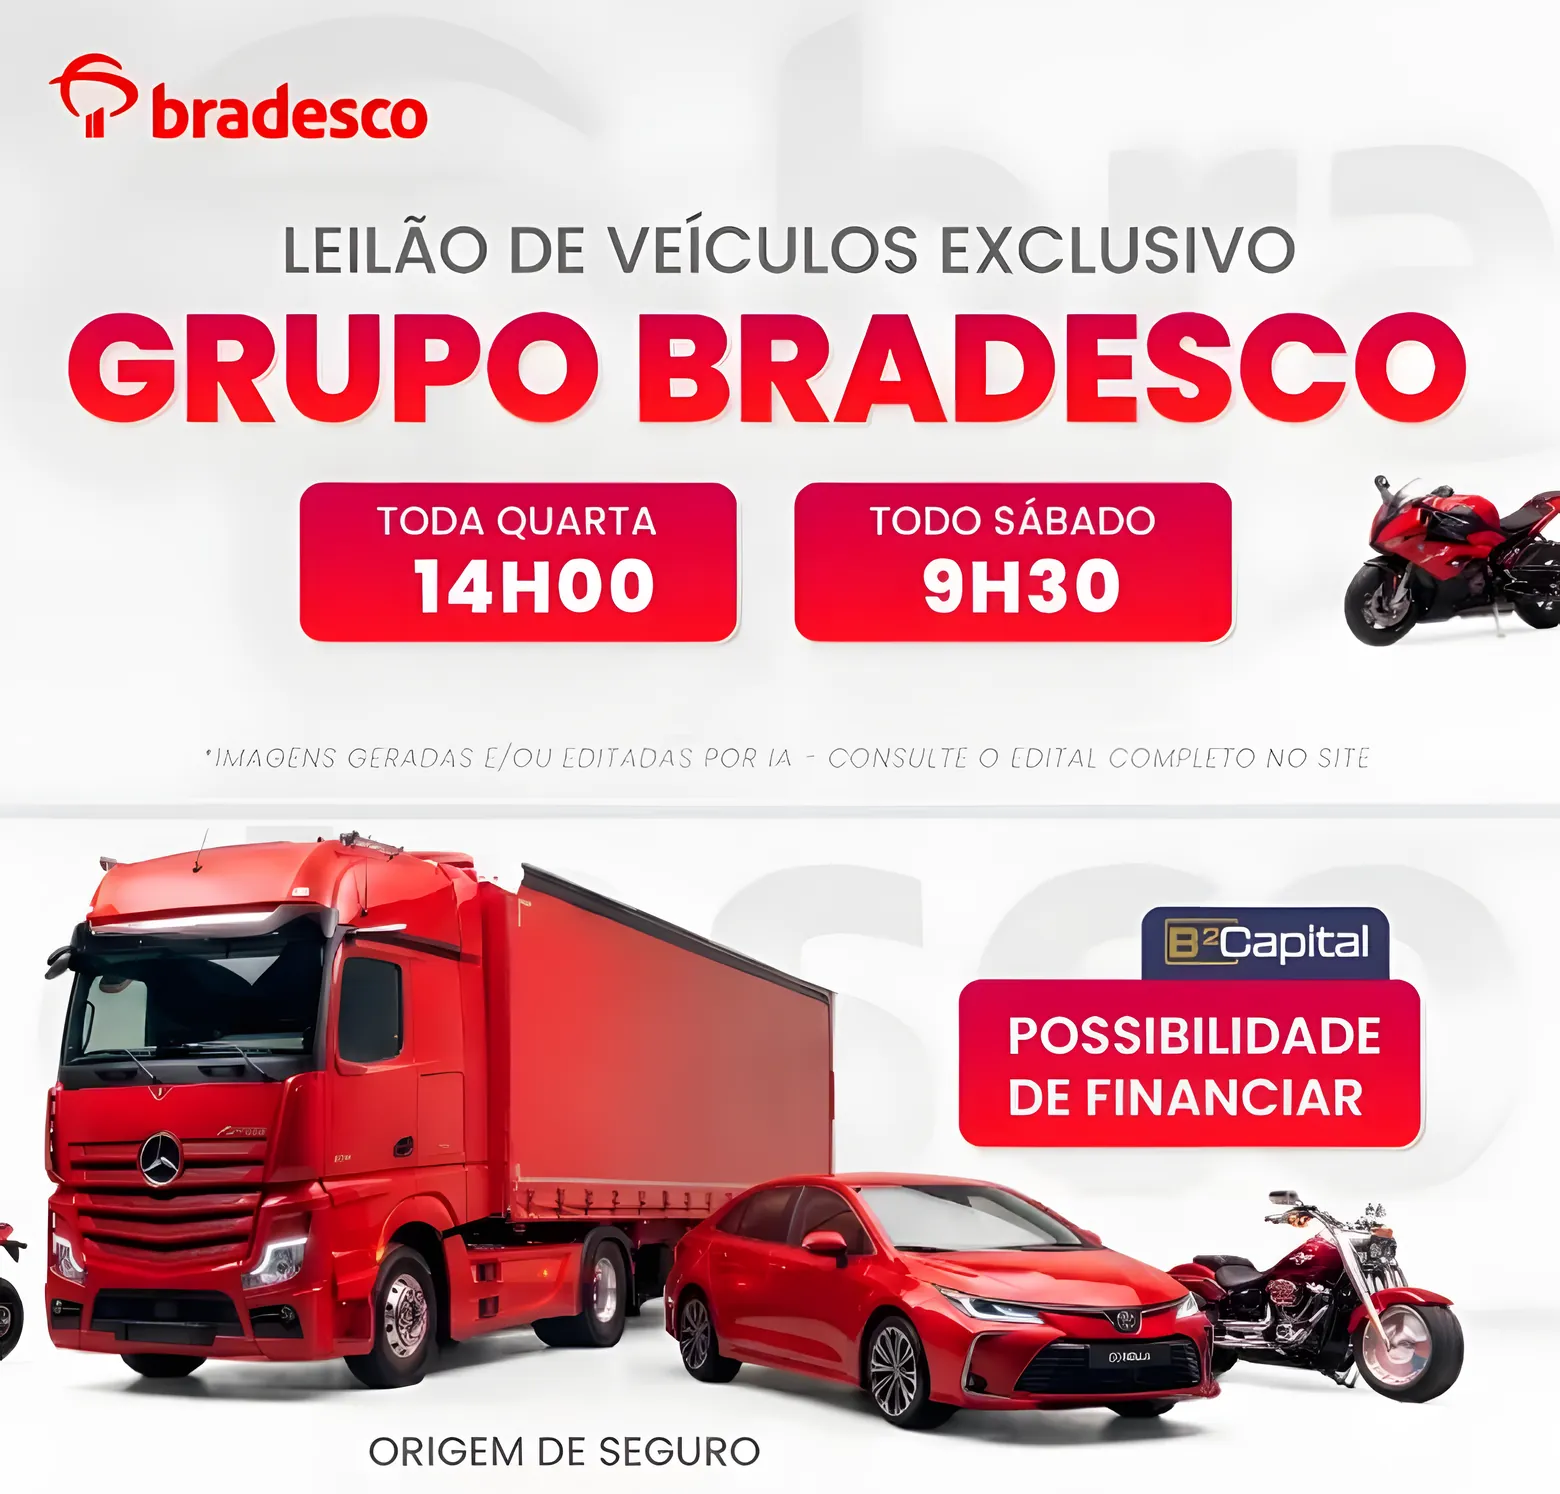 bradesco
LEILÃO DE VEÍCULOS EXCLUSIVO
GRUPO BRADESCO
TODA QUARTA
14H00
TODO SÁBADO
9H30
*IMAGENS GERADAS E/OU EDITADAS POR IA - CONSULTE O EDITAL COMPLETO NO SITE
B²Capital
POSSIBILIDADE
DE FINANCIAR
ORIGEM DE SEGURO